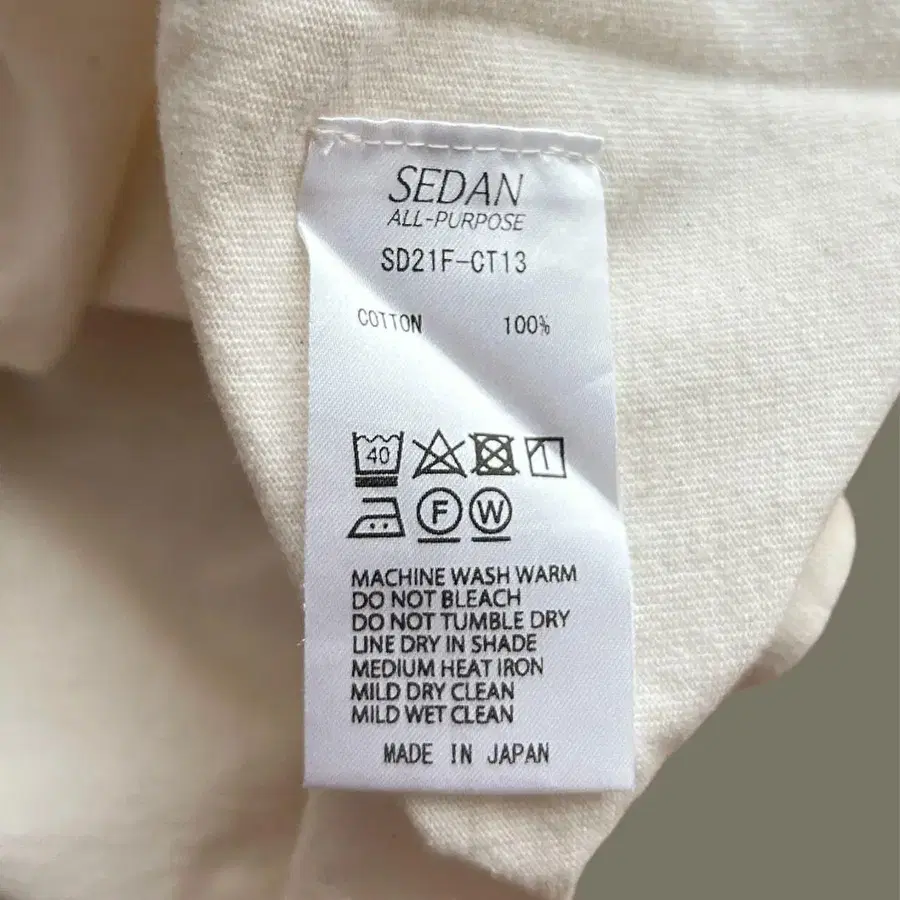 SEDAN
ALL-PURPOSE
SD21F-CT13
COTTON 100%
40
F W
MACHINE WASH WARM
DO NOT BLEACH
DO NOT TUMBLE DRY
LINE DRY IN SHADE
MEDIUM HEAT IRON
MILD DRY CLEAN
MILD WET CLEAN
MADE IN JAPAN